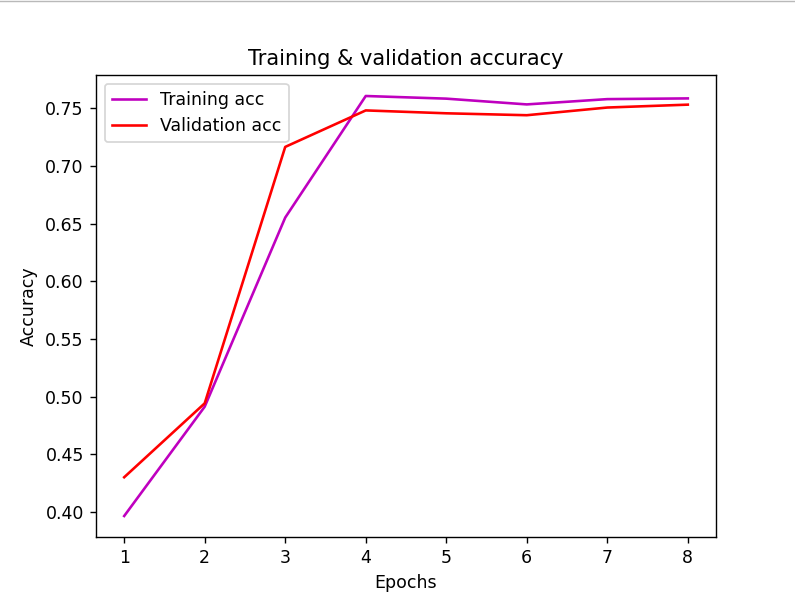 Training & validation accuracy
Training acc
Validation acc
0.75
0.70
0.65
0.60
0.55
0.50
0.45
0.40
Accuracy
1 2 3 4 5 6 7 8
Epochs